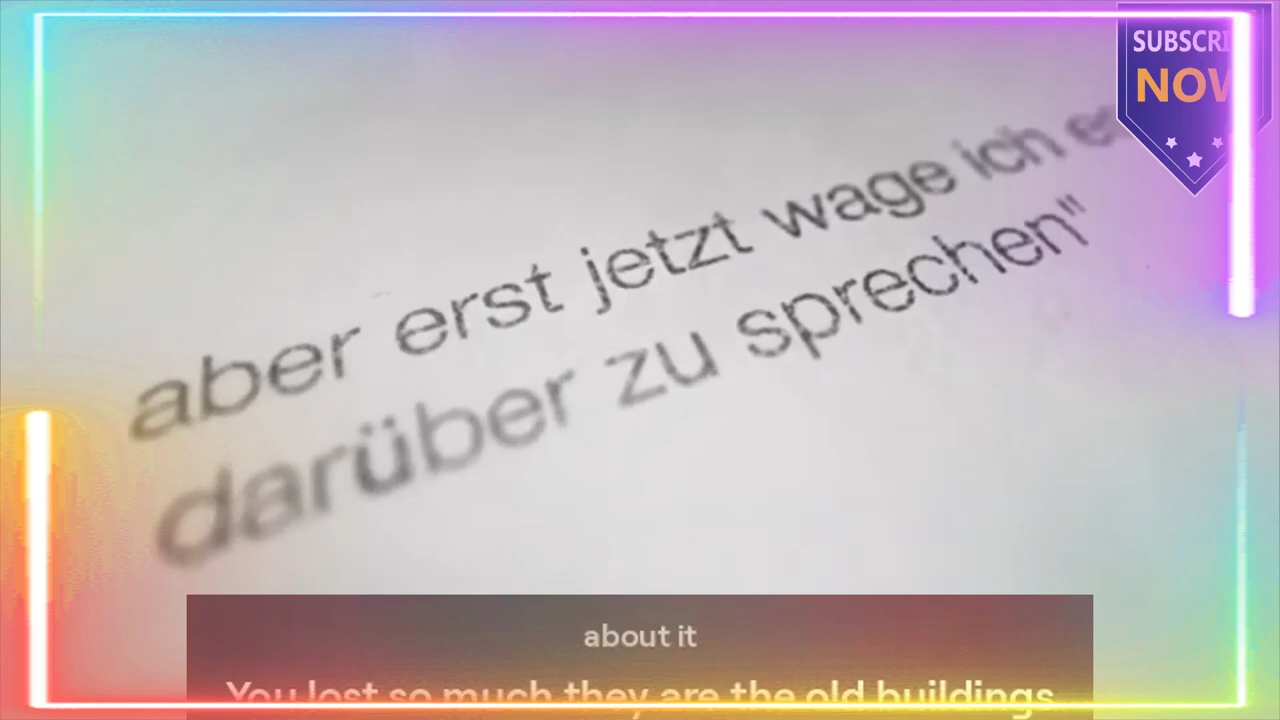 SUBSCRI
NOW
aber erst jetzt wage ich es
darüber zu sprechen"
about it
You lost so much they are the old buildings